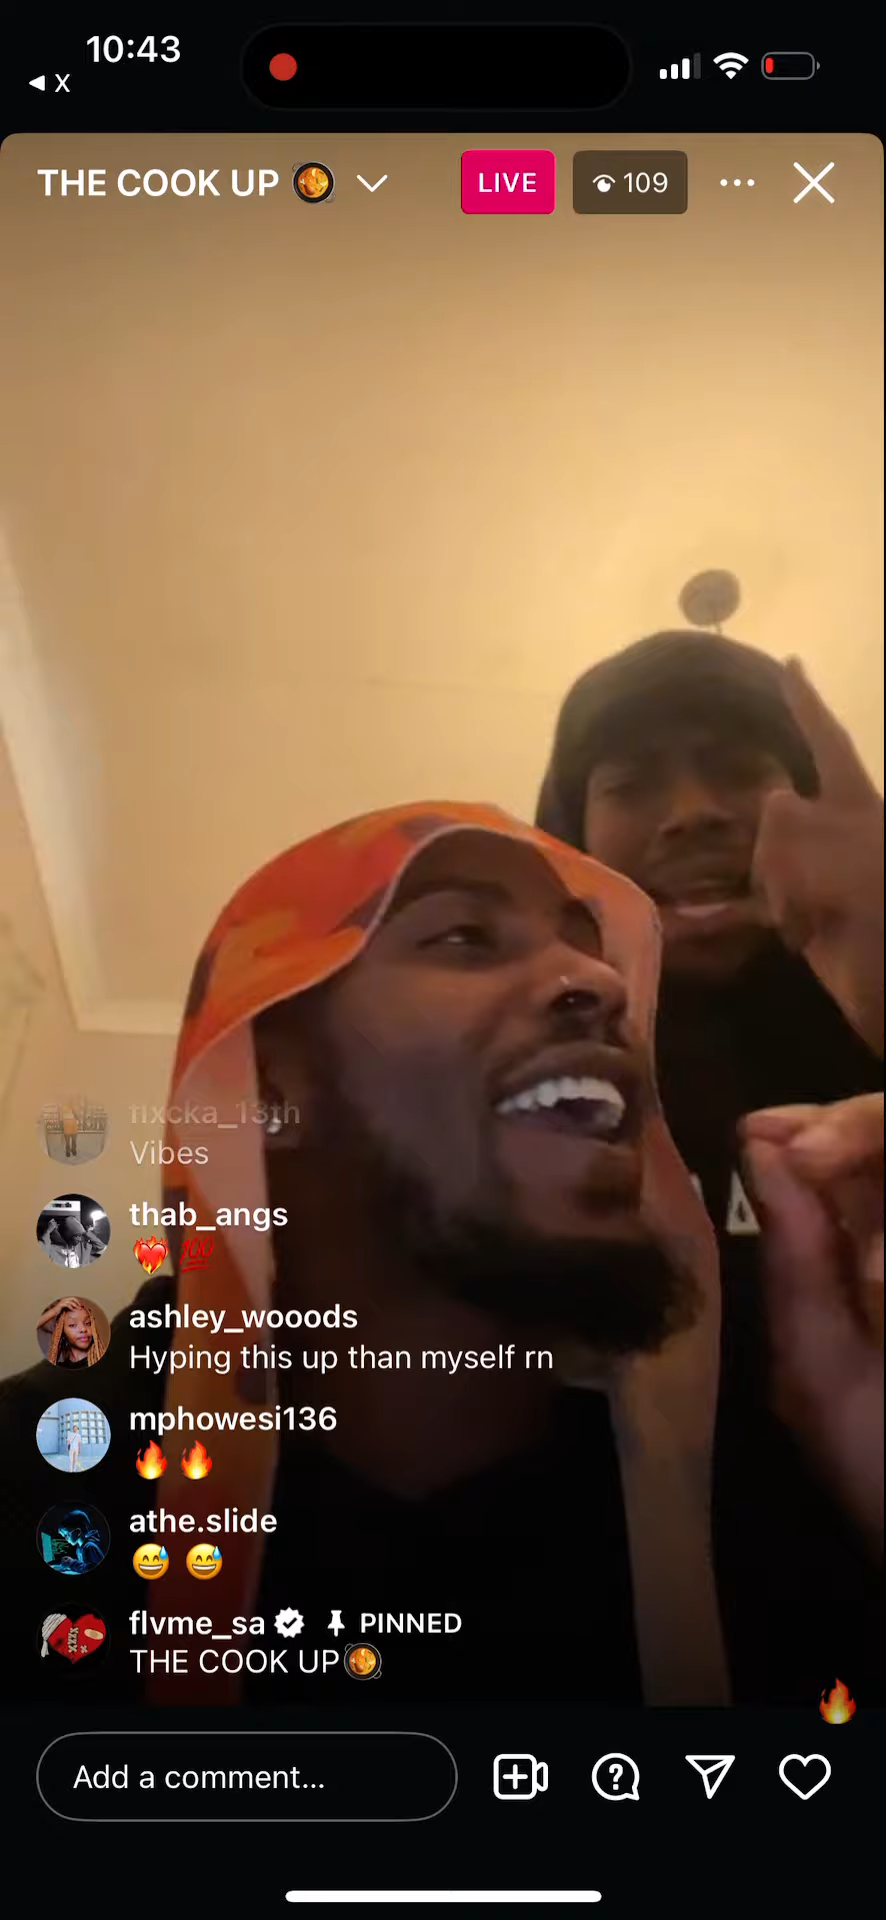 10:43
◀ X
THE COOK UP 🥘
LIVE
109
flxcka_13th
Vibes
thab_angs
❤️‍🔥 💯
ashley_wooods
Hyping this up than myself rn
mphowesi136
🔥 🔥
athe.slide
😅 😅
flvme_sa PINNED
THE COOK UP🥘
Add a comment...